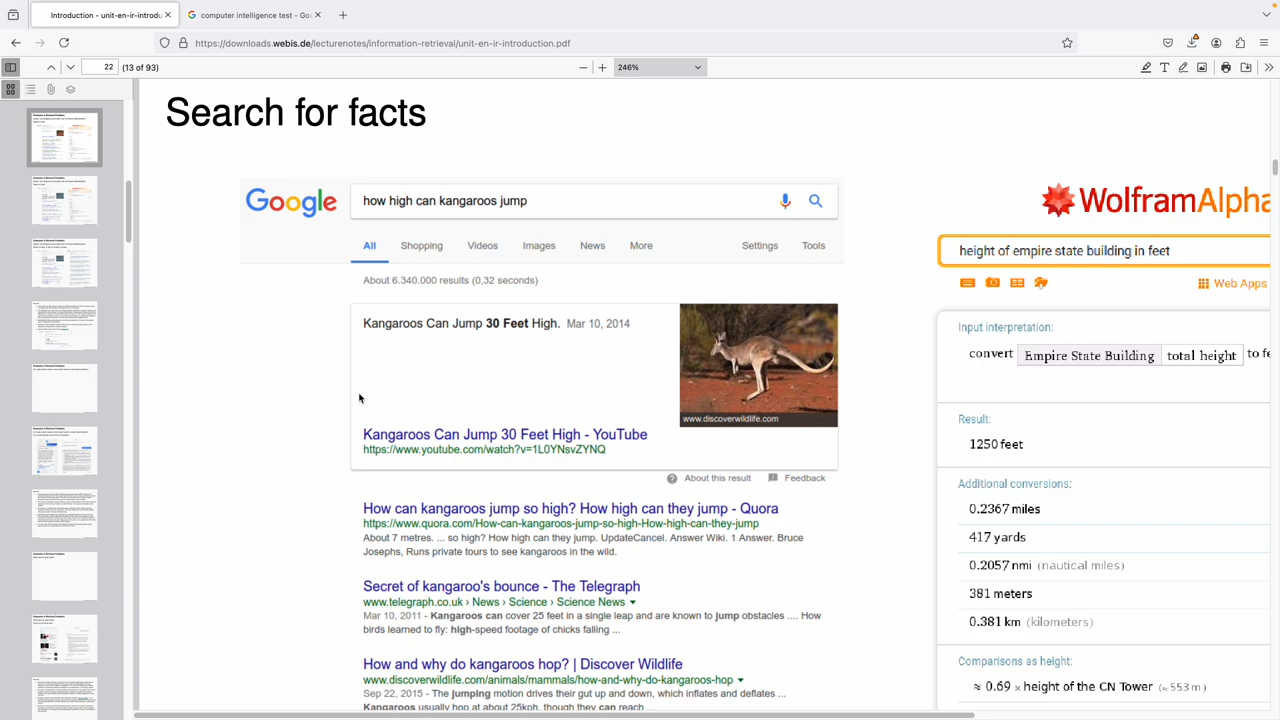 Introduction - unit-en-ir-introdu
computer intelligence test - Goo
https://downloads.webis.de/lecturenotes/information-retrieval/unit-en-ir-introduction.pdf
22
(13 of 93)
246%
Search for facts
Google
how high can kangaroos jump
All
Shopping
Videos
Images
News
More
Settings
Tools
About 6.340.000 results (0,32 seconds)
Kangaroos Can Jump 30 Feet High. Mar 10, 2014
www.discoverwildlife.com
Kangaroos Can Jump 30 Feet High - YouTube
https://www.youtube.com/watch?v=1L0YNsvZYNQ
About this result
Feedback
How can kangaroos jump so high? How high can they jump - Quora
https://www.quora.com/How-can-kangaroos-jump-so-high-How-high-can-they-jump
About 7 metres. ... so high? How high can they jump. UpdateCancel. Answer Wiki. 1 Answer. Bruce
Josephs, Runs private tours to see kangaroos in the wild.
Secret of kangaroo's bounce - The Telegraph
www.telegraph.co.uk › News › Science › Science News
Mar 10, 2011 - Kangaroos can cover 25 feet in a single leap and are known to jump obstacles .... How
birds learned to fly: high-speed footage of chicks falling ...
How and why do kangaroos hop? | Discover Wildlife
www.discoverwildlife.com/animals/mammals/how-and-why-do-kangaroos-hop
Sep 22, 2015 - The jumping drives their gut up and down, which inflates and deflates ...
Kangaroos usually hop at about 25kph, though they can reach
WolframAlpha
height of empire state building in feet
Web Apps
Input interpretation:
convert Empire State Building total height to fe
Result:
1250 feet
Additional conversions:
0.2367 miles
417 yards
0.2057 nmi (nautical miles)
381 meters
0.381 km (kilometers)
Comparisons as height:
≈ 0.69 × height of the CN Tower (≈ 553 m)